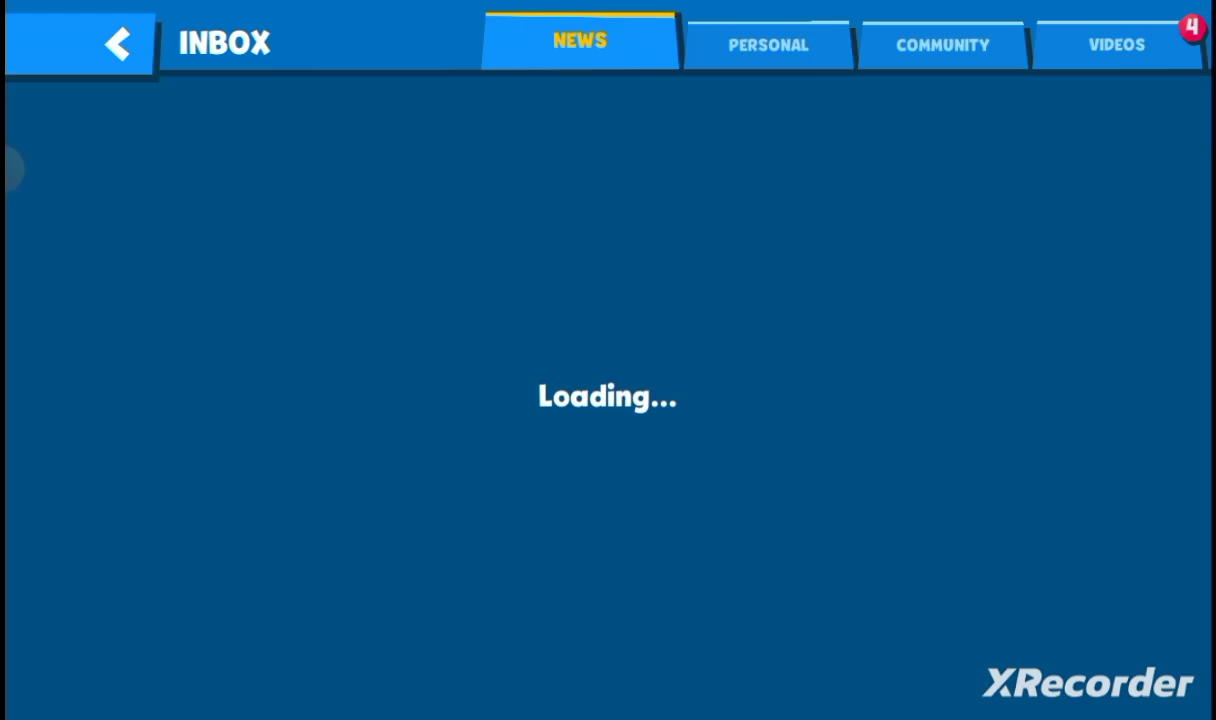 INBOX
NEWS
PERSONAL
COMMUNITY
VIDEOS
4
Loading...
XRecorder